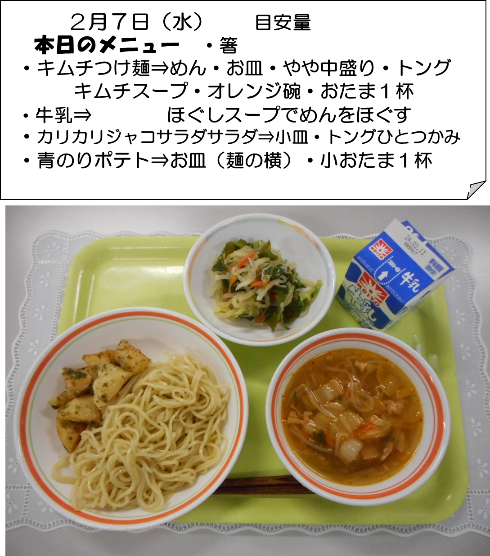 ２月７日（水）　　目安量
本日のメニュー　・箸
・キムチつけ麺⇒めん・お皿・やや中盛り・トング
キムチスープ・オレンジ碗・おたま１杯
・牛乳⇒　　　　ほぐしスープでめんをほぐす
・カリカリジャコサラダサラダ⇒小皿・トングひとつかみ
・青のりポテト⇒お皿（麺の横）・小おたま１杯
牛乳